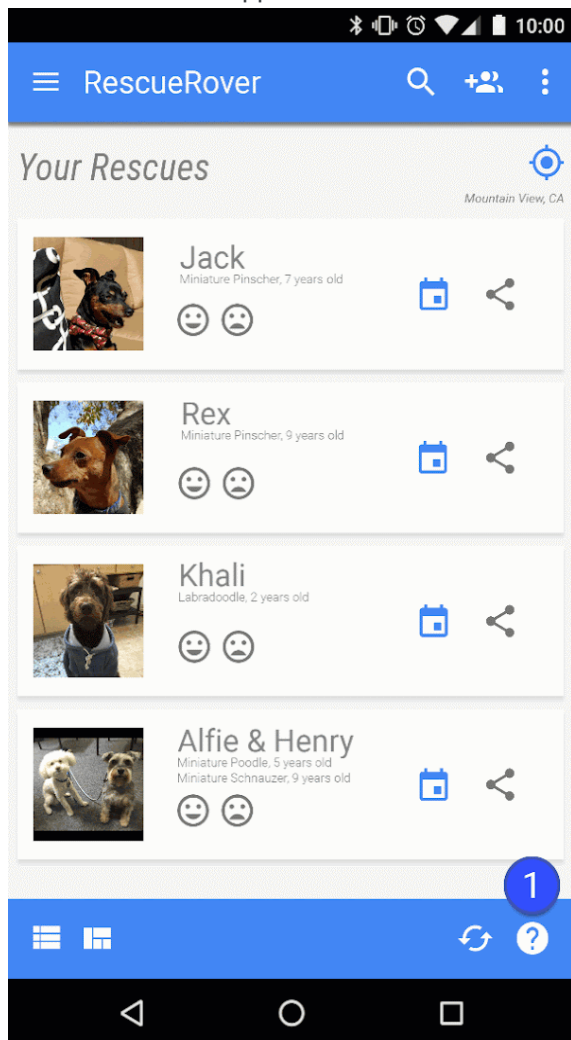 10:00
RescueRover
Your Rescues
Mountain View, CA
Jack
Miniature Pinscher, 7 years old
Rex
Miniature Pinscher, 9 years old
Khali
Labradoodle, 2 years old
Alfie & Henry
Miniature Poodle, 5 years old
Miniature Schnauzer, 9 years old
1
?